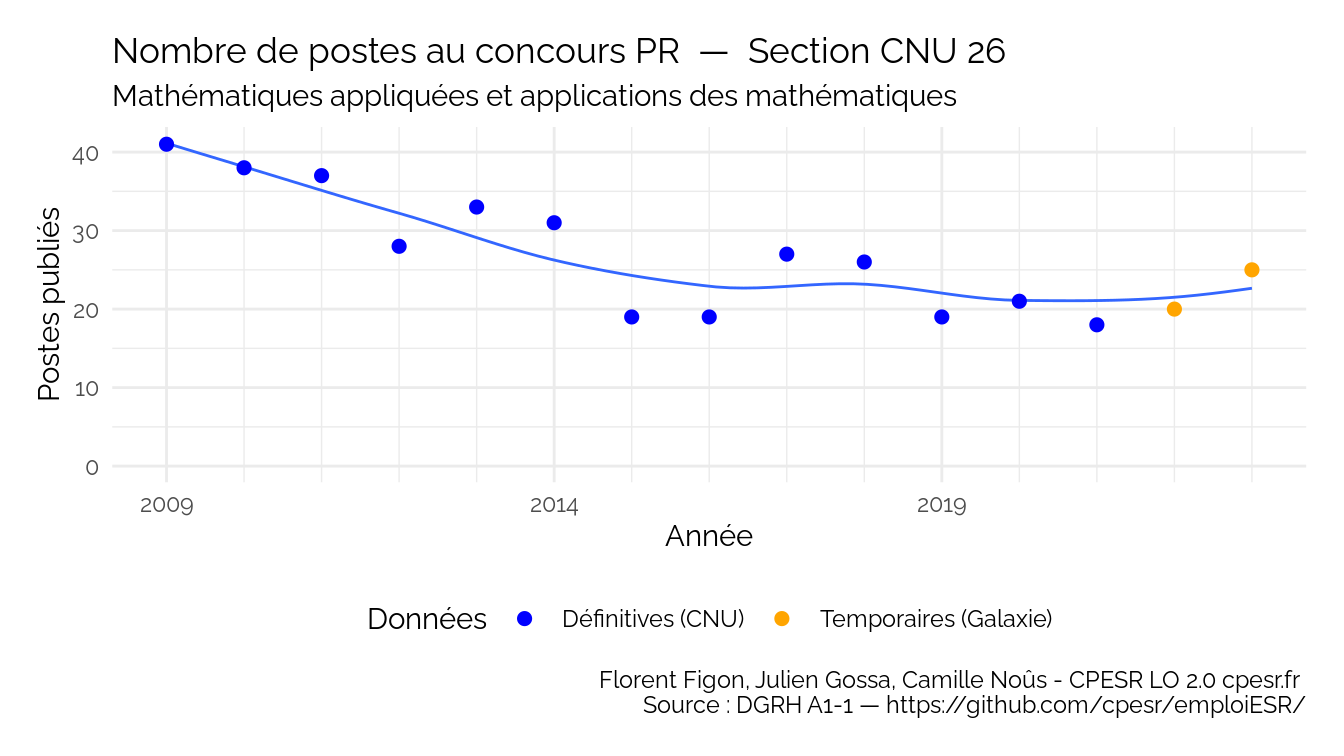 Nombre de postes au concours PR — Section CNU 26
Mathématiques appliquées et applications des mathématiques
Postes publiés
40
30
20
10
0
2009 2014 2019
Année
Données Définitives (CNU) Temporaires (Galaxie)
Florent Figon, Julien Gossa, Camille Noûs - CPESR LO 2.0 cpesr.fr
Source : DGRH A1-1 — https://github.com/cpesr/emploiESR/